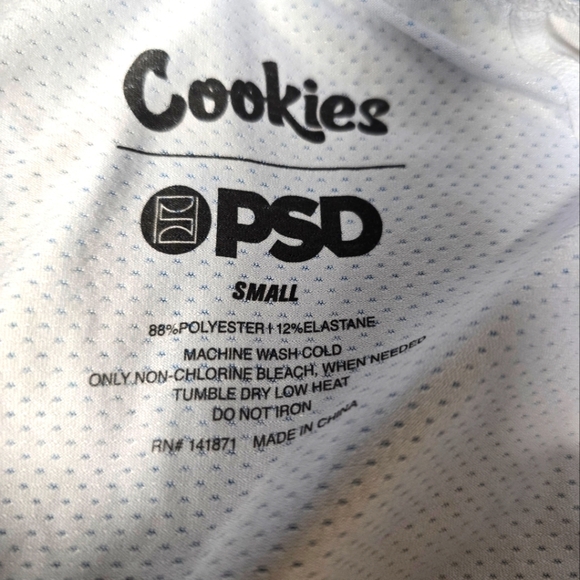 Cookies
PSD
SMALL
88%POLYESTER | 12%ELASTANE
MACHINE WASH COLD
ONLY NON-CHLORINE BLEACH, WHEN NEEDED
TUMBLE DRY LOW HEAT
DO NOT IRON
RN# 141871 MADE IN CHINA